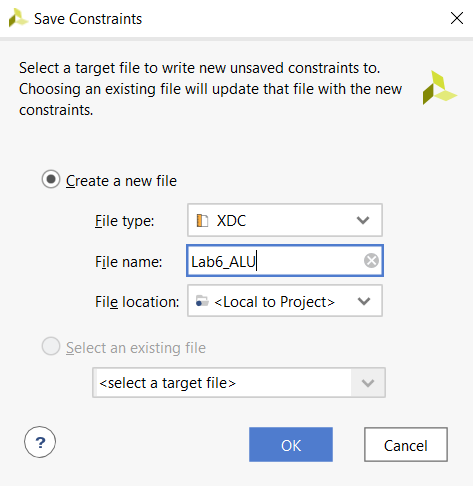 Save Constraints
Select a target file to write new unsaved constraints to.
Choosing an existing file will update that file with the new
constraints.
Create a new file
File type: XDC
File name: Lab6_ALU
File location: <Local to Project>
Select an existing file
<select a target file>
? OK Cancel